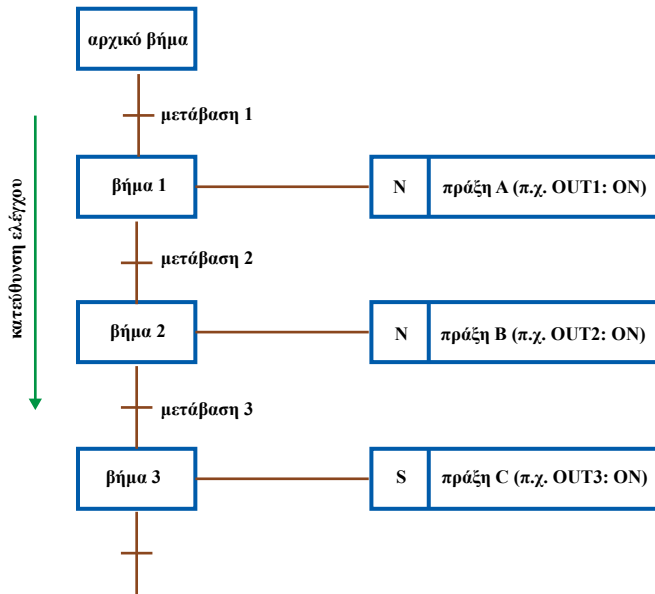 αρχικό βήμα
μετάβαση 1
βήμα 1
N
πράξη A (π.χ. OUT1: ON)
μετάβαση 2
βήμα 2
N
πράξη B (π.χ. OUT2: ON)
κατεύθυνση ελέγχου
μετάβαση 3
βήμα 3
S
πράξη C (π.χ. OUT3: ON)